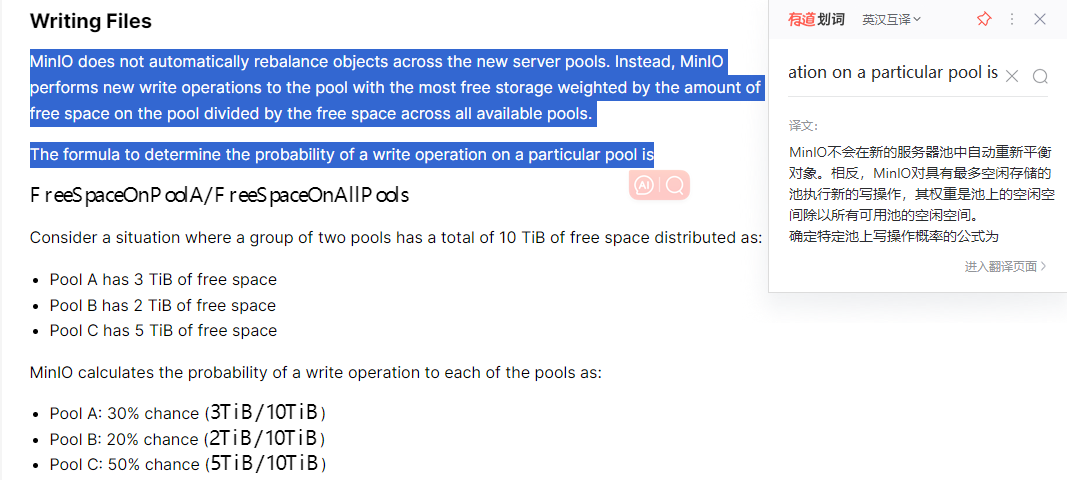 Writing Files
MinIO does not automatically rebalance objects across the new server pools. Instead, MinIO
performs new write operations to the pool with the most free storage weighted by the amount of
free space on the pool divided by the free space across all available pools.
The formula to determine the probability of a write operation on a particular pool is
FreeSpaceOnPoolA/FreeSpaceOnAllPools
Consider a situation where a group of two pools has a total of 10 TiB of free space distributed as:
• Pool A has 3 TiB of free space
• Pool B has 2 TiB of free space
• Pool C has 5 TiB of free space
MinIO calculates the probability of a write operation to each of the pools as:
• Pool A: 30% chance (3TiB/10TiB)
• Pool B: 20% chance (2TiB/10TiB)
• Pool C: 50% chance (5TiB/10TiB)
AI
有道划词 英汉互译
ation on a particular pool is
译文:
MinIO不会在新的服务器池中自动重新平衡
对象。相反，MinIO对具有最多空闲存储的
池执行新的写操作，其权重是池上的空闲空
间除以所有可用池的空闲空间。
确定特定池上写操作概率的公式为
进入翻译页面